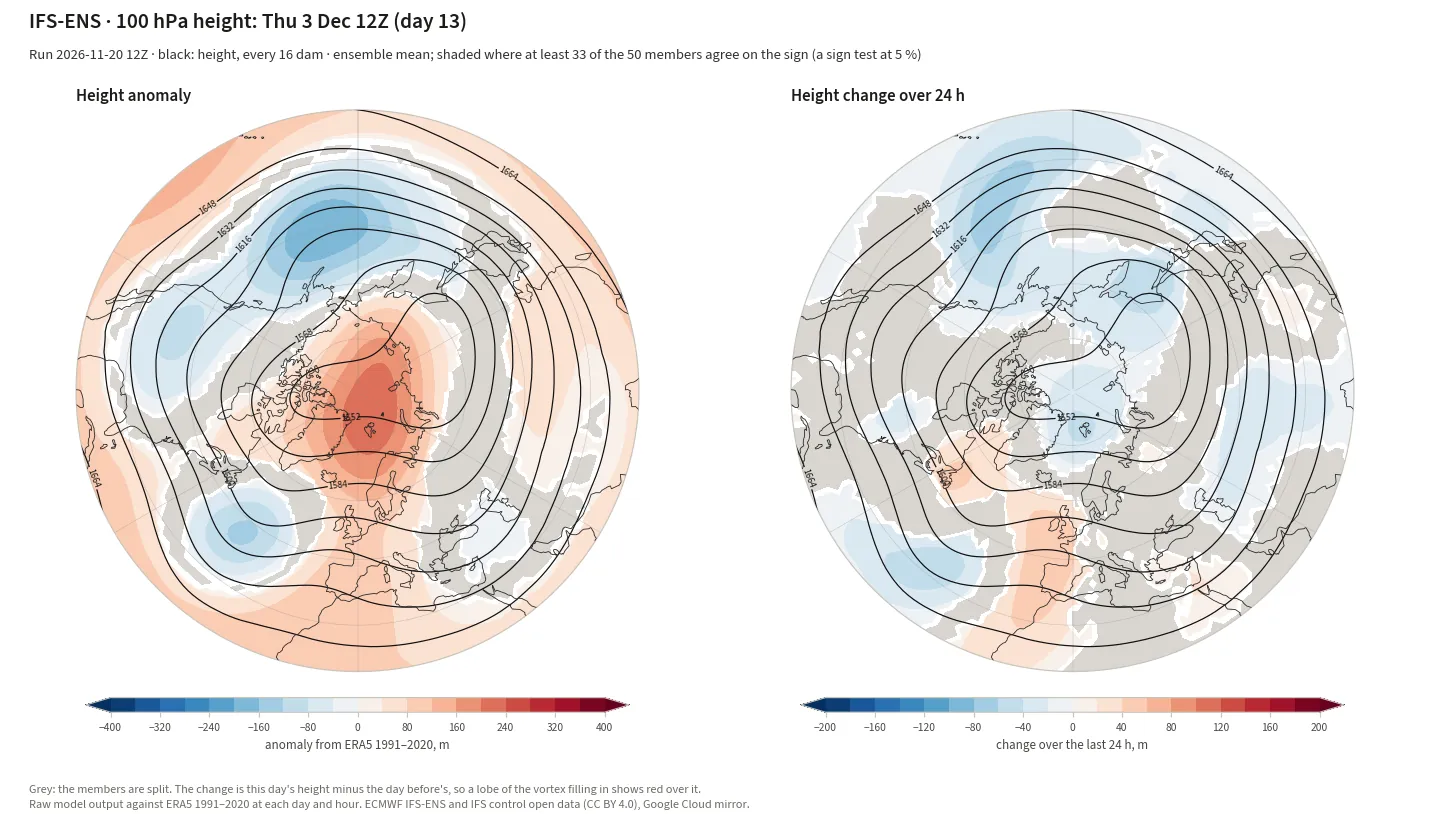 IFS-ENS · 100 hPa height: Thu 3 Dec 12Z (day 13)
Run 2026-11-20 12Z · black: height, every 16 dam · ensemble mean; shaded where at least 33 of the 50 members agree on the sign (a sign test at 5 %)
Height anomaly
Height change over 24 h
1664
1648
1632
1616
1568
1552
1584
1664
1664
1648
1632
1616
1568
1552
1584
1664
−400 −320 −240 −160 −80 0 80 160 240 320 400
anomaly from ERA5 1991–2020, m
−200 −160 −120 −80 −40 0 40 80 120 160 200
change over the last 24 h, m
Grey: the members are split. The change is this day's height minus the day before's, so a lobe of the vortex filling in shows red over it.
Raw model output against ERA5 1991–2020 at each day and hour. ECMWF IFS-ENS and IFS control open data (CC BY 4.0), Google Cloud mirror.